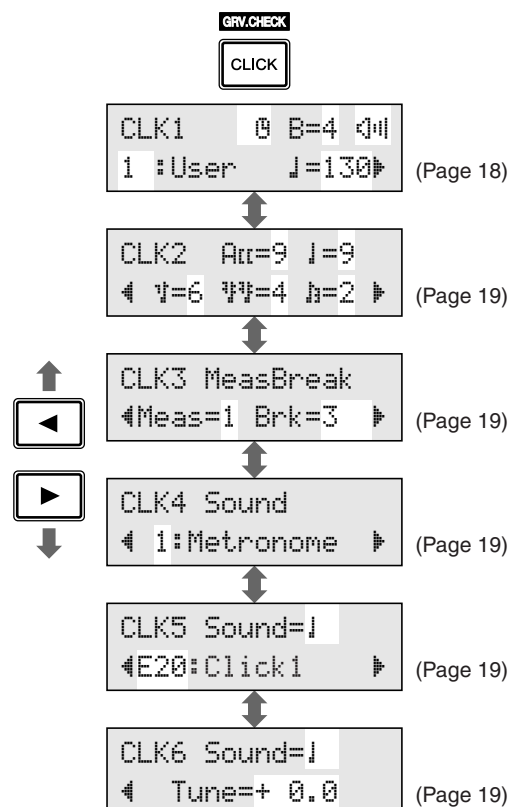 GRV.CHECK
CLICK
CLK1 B=4
1 :User ♩=130
(Page 18)
CLK2 Acc=9 ♩=9
=6 =4 =2
(Page 19)
CLK3 MeasBreak
Meas=1 Brk=3
(Page 19)
CLK4 Sound
1:Metronome
(Page 19)
CLK5 Sound=♩
E20:Click1
(Page 19)
CLK6 Sound=♩
Tune=+ 0.0
(Page 19)